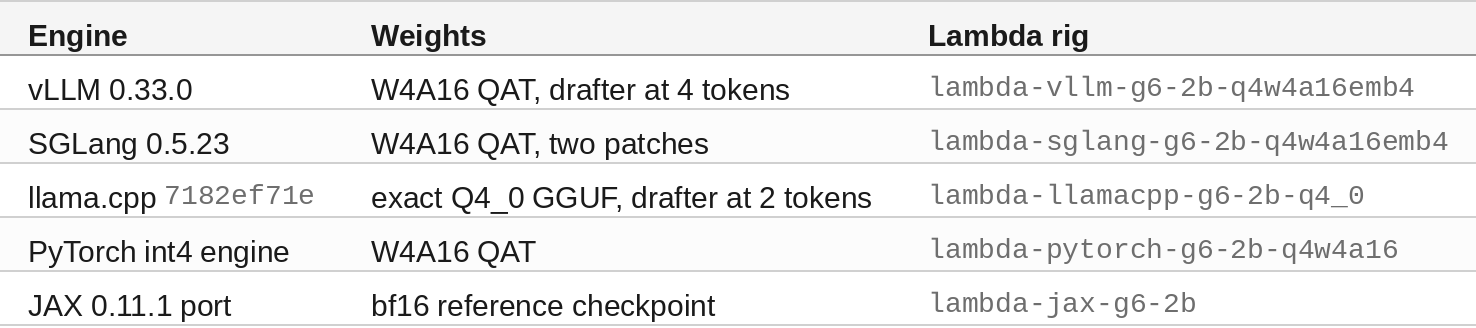 Engine Weights Lambda rig
vLLM 0.33.0 W4A16 QAT, drafter at 4 tokens lambda-vllm-g6-2b-q4w4a16emb4
SGLang 0.5.23 W4A16 QAT, two patches lambda-sglang-g6-2b-q4w4a16emb4
llama.cpp 7182ef71e exact Q4_0 GGUF, drafter at 2 tokens lambda-llamacpp-g6-2b-q4_0
PyTorch int4 engine W4A16 QAT lambda-pytorch-g6-2b-q4w4a16
JAX 0.11.1 port bf16 reference checkpoint lambda-jax-g6-2b